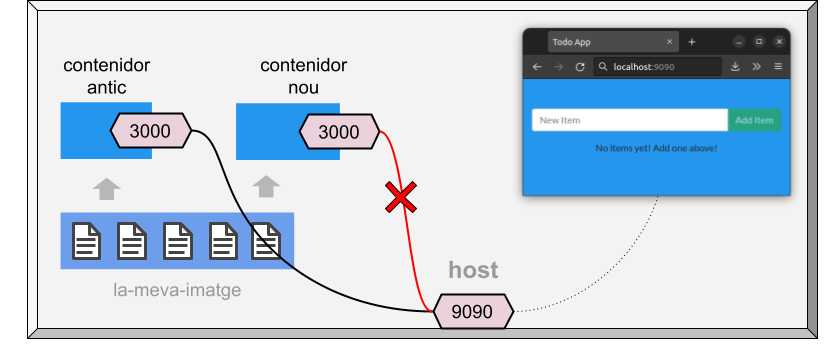 contenidor
antic
contenidor
nou
3000
3000
la-meva-imatge
host
9090
Todo App
localhost:9090
New Item
Add Item
No items yet! Add one above!